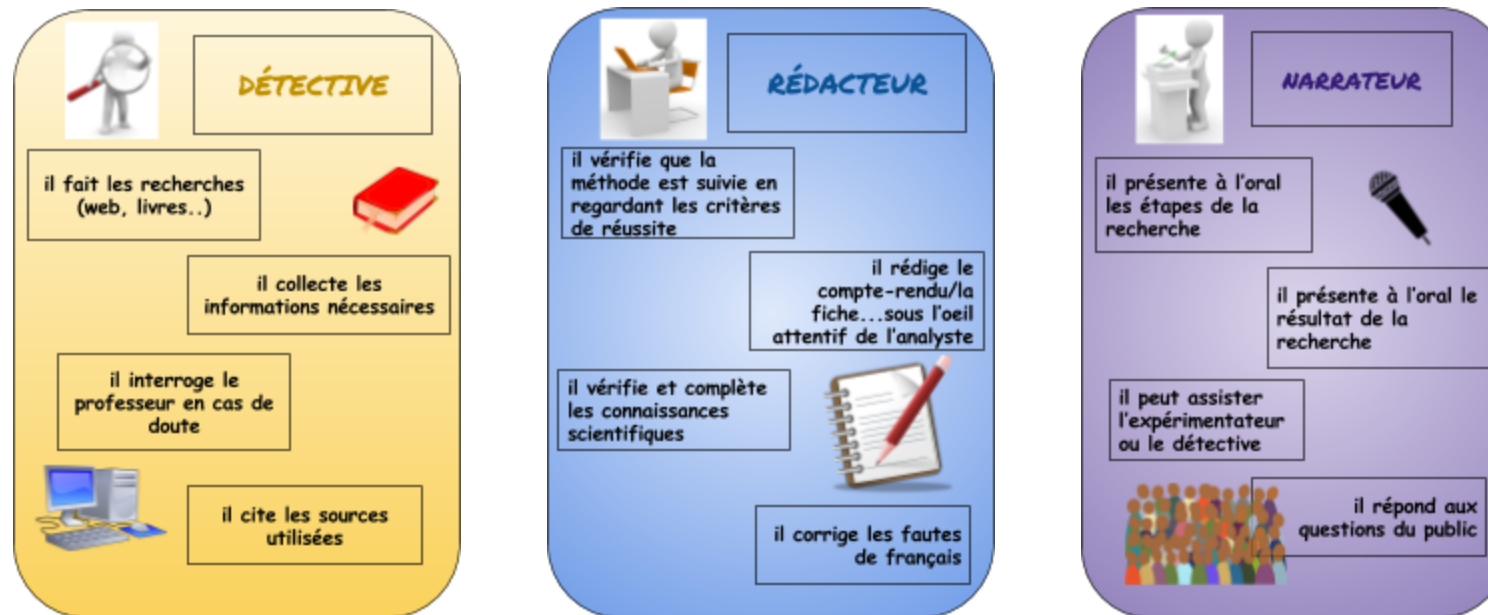 DÉTECTIVE
il fait les recherches
(web, livres..)
il collecte les
informations nécessaires
il interroge le
professeur en cas de
doute
il cite les sources
utilisées
RÉDACTEUR
il vérifie que la
méthode est suivie en
regardant les critères
de réussite
il rédige le
compte-rendu/la
fiche...sous l'oeil
attentif de l'analyste
il vérifie et complète
les connaissances
scientifiques
il corrige les fautes
de français
NARRATEUR
il présente à l'oral
les étapes de la
recherche
il présente à l'oral le
résultat de la
recherche
il peut assister
l'expérimentateur
ou le détective
il répond aux
questions du public